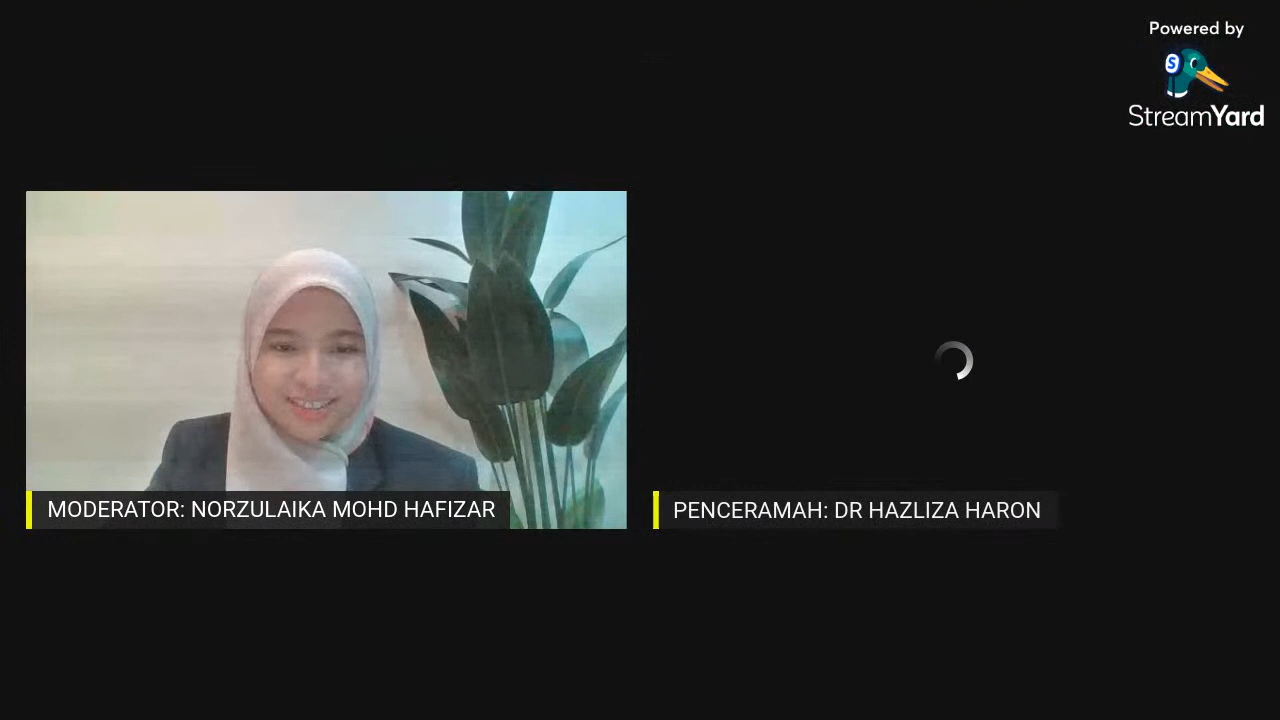 Powered by
S
StreamYard
MODERATOR: NORZULAIKA MOHD HAFIZAR
PENCERAMAH: DR HAZLIZA HARON